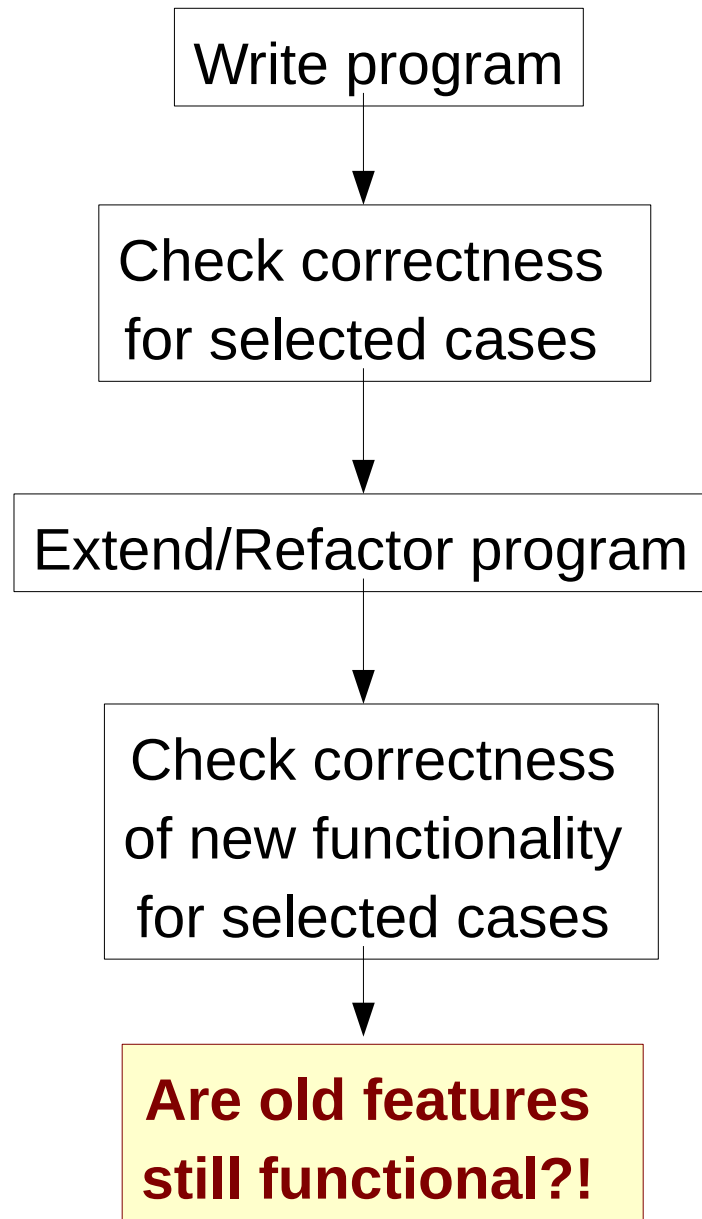 Write program
Check correctness
for selected cases
Extend/Refactor program
Check correctness
of new functionality
for selected cases
Are old features
still functional?!